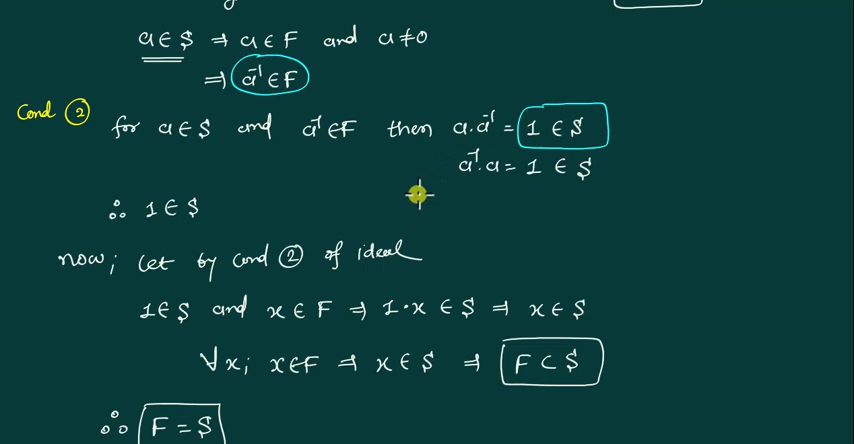 a ∈ S ⇒ a ∈ F and a ≠ 0
⇒ a⁻¹ ∈ F
Cond ②
for a ∈ S and a⁻¹ ∈ F then a.a⁻¹ = 1 ∈ S
a⁻¹.a = 1 ∈ S
∴ 1 ∈ S
now; Let by Cond ② of ideal
1 ∈ S and x ∈ F ⇒ 1.x ∈ S ⇒ x ∈ S
∀x; x ∈ F ⇒ x ∈ S ⇒ F ⊂ S
∴ F = S